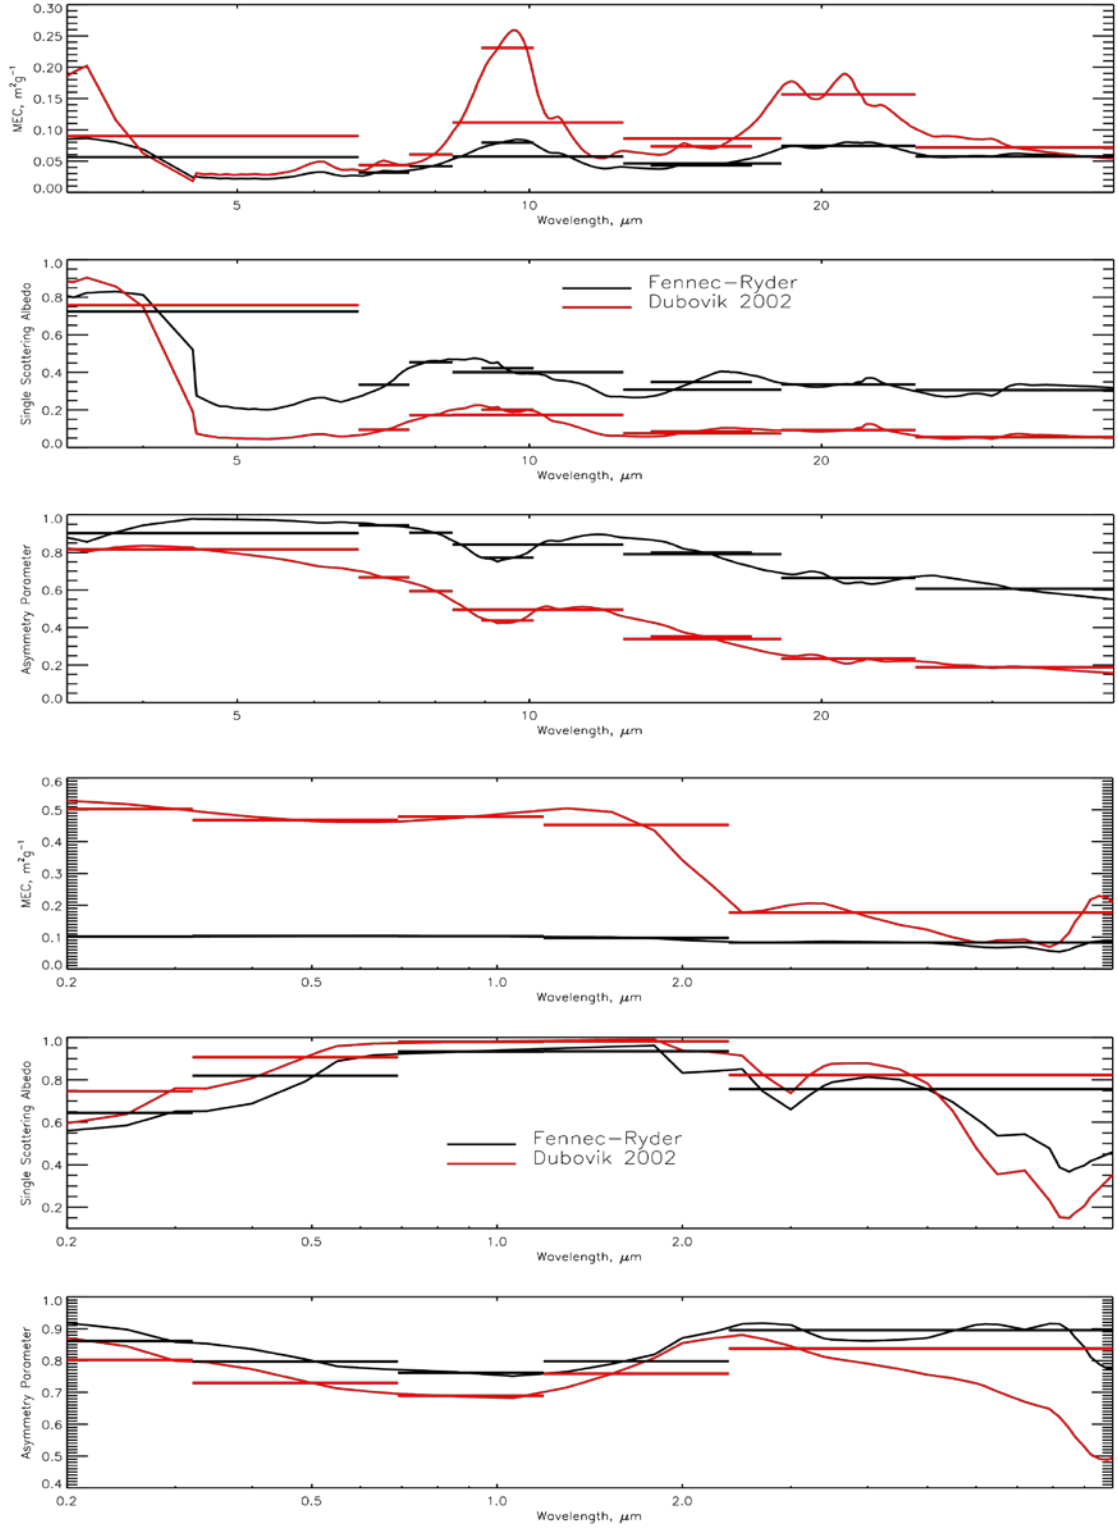 0.30
0.25
0.20
0.15
0.10
0.05
0.00
MEC, m²g⁻¹
5 10 20
Wavelength, μm
1.0
0.8
0.6
0.4
0.2
0.0
Single Scattering Albedo
Fennec-Ryder
Dubovik 2002
5 10 20
Wavelength, μm
1.0
0.8
0.6
0.4
0.2
0.0
Asymmetry Parameter
5 10 20
Wavelength, μm
0.6
0.5
0.4
0.3
0.2
0.1
0.0
MEC, m²g⁻¹
0.2 0.5 1.0 2.0
Wavelength, μm
1.0
0.8
0.6
0.4
0.2
Single Scattering Albedo
Fennec-Ryder
Dubovik 2002
0.2 0.5 1.0 2.0
Wavelength, μm
1.0
0.9
0.8
0.7
0.6
0.5
0.4
Asymmetry Parameter
0.2 0.5 1.0 2.0
Wavelength, μm